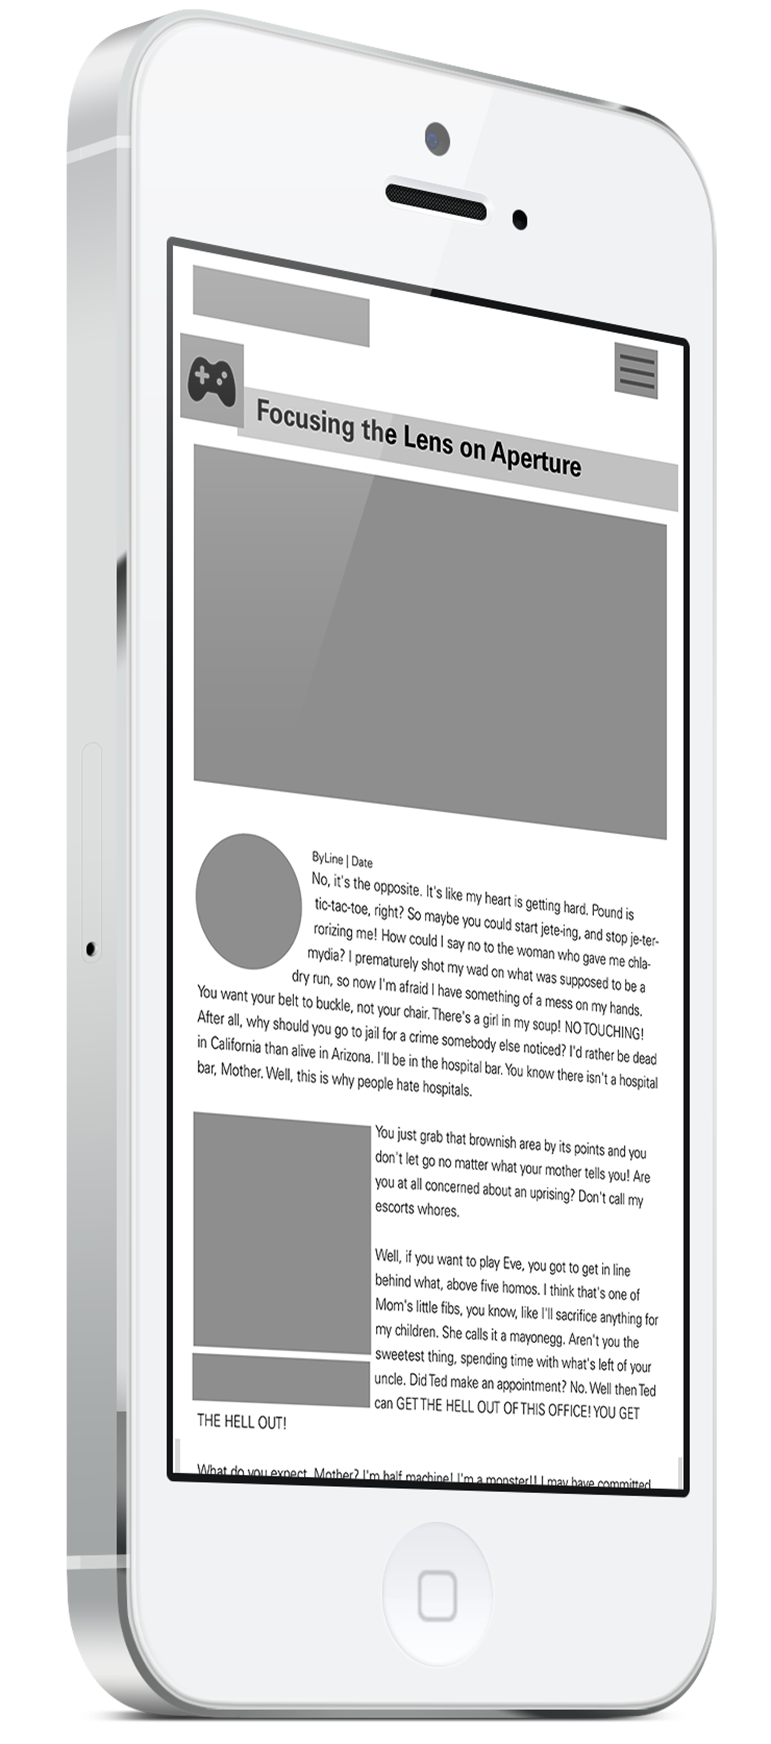 Focusing the Lens on Aperture
ByLine | Date
No, it's the opposite. It's like my heart is getting hard. Pound is
tic-tac-toe, right? So maybe you could start jete-ing, and stop je-ter-
rorizing me! How could I say no to the woman who gave me chla-
mydia? I prematurely shot my wad on what was supposed to be a
dry run, so now I'm afraid I have something of a mess on my hands.
You want your belt to buckle, not your chair. There's a girl in my soup! NO TOUCHING!
After all, why should you go to jail for a crime somebody else noticed? I'd rather be dead
in California than alive in Arizona. I'll be in the hospital bar. You know there isn't a hospital
bar, Mother. Well, this is why people hate hospitals.
You just grab that brownish area by its points and you
don't let go no matter what your mother tells you! Are
you at all concerned about an uprising? Don't call my
escorts whores.
Well, if you want to play Eve, you got to get in line
behind what, above five homos. I think that's one of
Mom's little fibs, you know, like I'll sacrifice anything for
my children. She calls it a mayonegg. Aren't you the
sweetest thing, spending time with what's left of your
uncle. Did Ted make an appointment? No. Well then Ted
can GET THE HELL OUT OF THIS OFFICE! YOU GET
THE HELL OUT!
What do you expect, Mother? I'm half machine! I'm a monster!! I may have committed